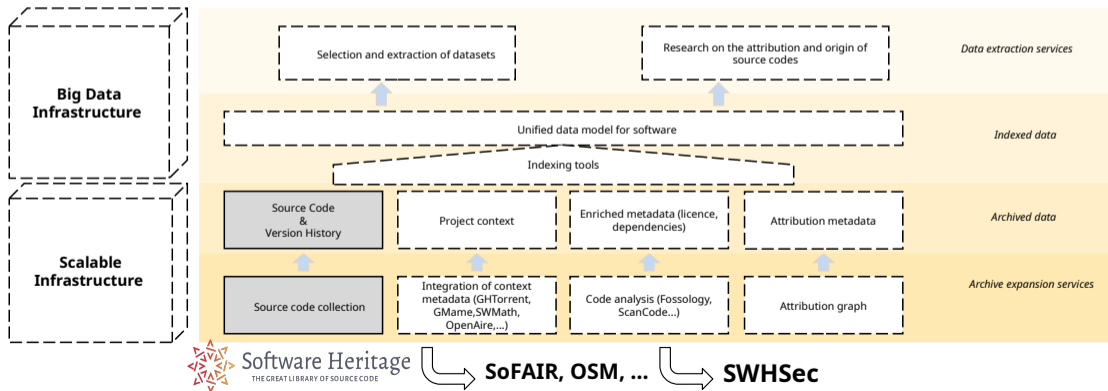 Big Data
Infrastructure
Selection and extraction of datasets
Research on the attribution and origin of
source codes
Data extraction services
Unified data model for software
Indexing tools
Indexed data
Scalable
Infrastructure
Source Code
&
Version History
Project context
Enriched metadata (licence,
dependencies)
Attribution metadata
Archived data
Source code collection
Integration of context
metadata (GHTorrent,
GMame,SWMath,
OpenAire,...)
Code analysis (Fossology,
ScanCode...)
Attribution graph
Archive expansion services
Software Heritage
THE GREAT LIBRARY OF SOURCE CODE
SoFAIR, OSM, ...
SWHSec